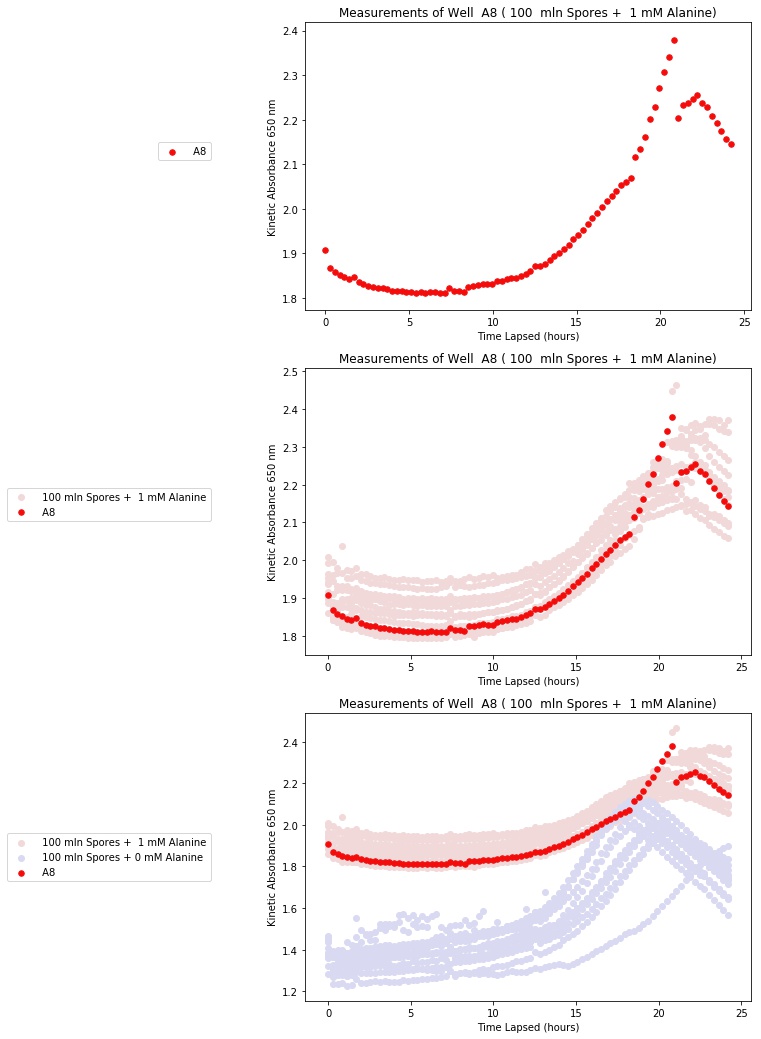 Measurements of Well  A8 ( 100  mln Spores +  1 mM Alanine)
2.4
2.3
2.2
2.1
2.0
1.9
1.8
Kinetic Absorbance 650 nm
A8
0 5 10 15 20 25
Time Lapsed (hours)
Measurements of Well  A8 ( 100  mln Spores +  1 mM Alanine)
2.5
2.4
2.3
2.2
2.1
2.0
1.9
1.8
Kinetic Absorbance 650 nm
100 mln Spores +  1 mM Alanine
A8
0 5 10 15 20 25
Time Lapsed (hours)
Measurements of Well  A8 ( 100  mln Spores +  1 mM Alanine)
2.4
2.2
2.0
1.8
1.6
1.4
1.2
Kinetic Absorbance 650 nm
100 mln Spores +  1 mM Alanine
100 mln Spores + 0 mM Alanine
A8
0 5 10 15 20 25
Time Lapsed (hours)